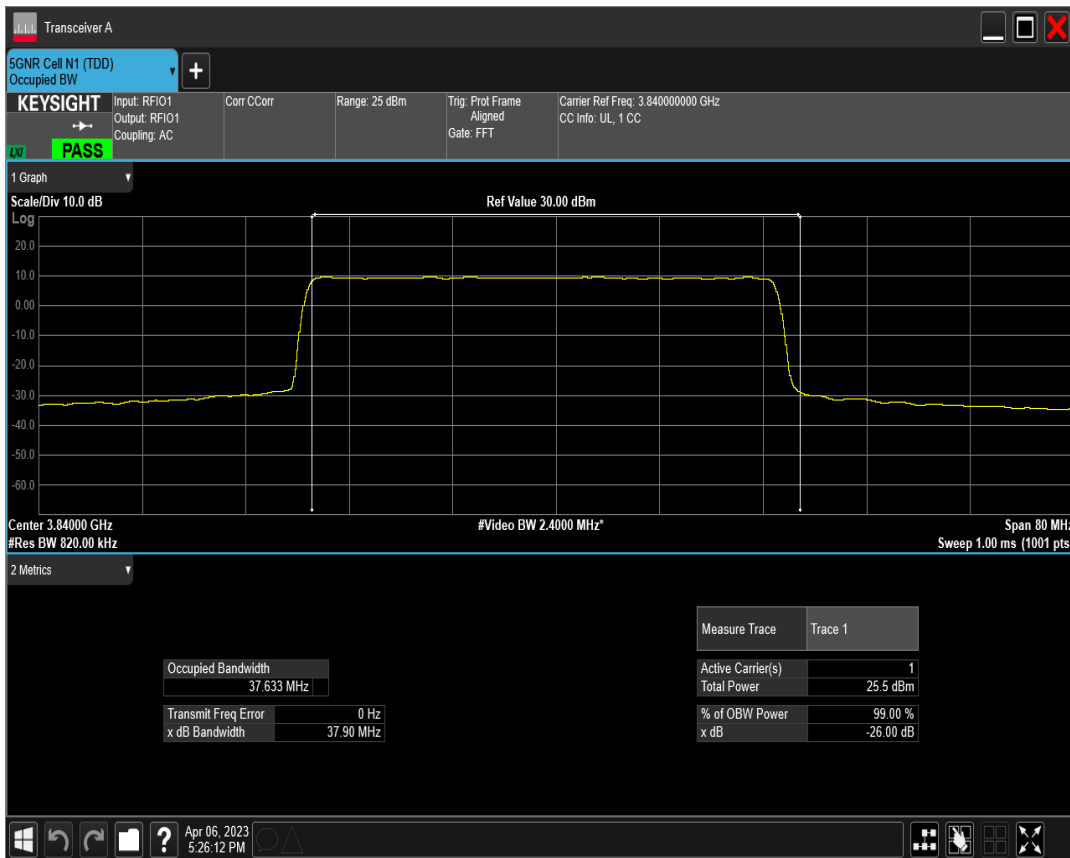 Transceiver A
5GNR Cell N1 (TDD)
Occupied BW
+
KEYSIGHT
LXI
PASS
Input: RFIO1
Output: RFIO1
Coupling: AC
Corr CCorr
Range: 25 dBm
Trig: Prot Frame
Aligned
Gate: FFT
Carrier Ref Freq: 3.840000000 GHz
CC Info: UL, 1 CC
1 Graph
Scale/Div 10.0 dB
Ref Value 30.00 dBm
Log
20.0
10.0
0.00
-10.0
-20.0
-30.0
-40.0
-50.0
-60.0
Center 3.84000 GHz
#Video BW 2.4000 MHz*
Span 80 MHz
#Res BW 820.00 kHz
Sweep 1.00 ms (1001 pts
2 Metrics
Measure Trace Trace 1
Occupied Bandwidth
37.633 MHz
Active Carrier(s) 1
Total Power 25.5 dBm
Transmit Freq Error 0 Hz
x dB Bandwidth 37.90 MHz
% of OBW Power 99.00 %
x dB -26.00 dB
?
Apr 06, 2023
5:26:12 PM